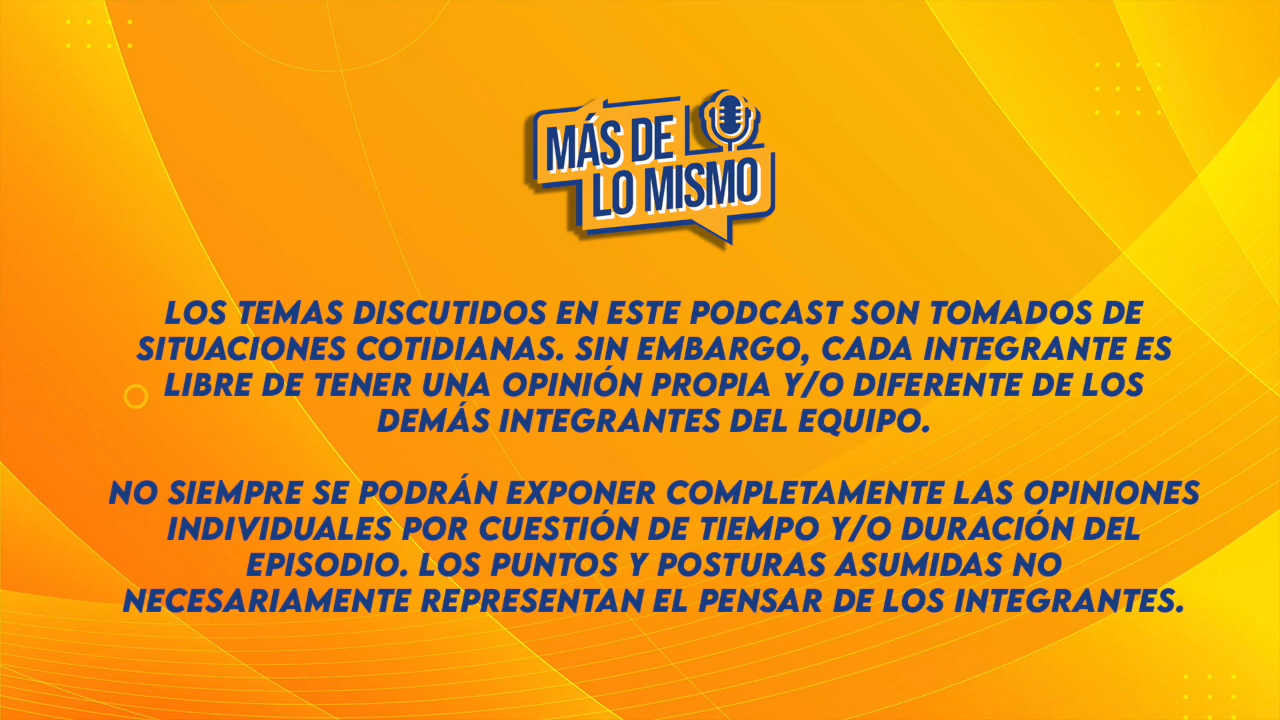 MÁS DE
LO MISMO
LOS TEMAS DISCUTIDOS EN ESTE PODCAST SON TOMADOS DE
SITUACIONES COTIDIANAS. SIN EMBARGO, CADA INTEGRANTE ES
LIBRE DE TENER UNA OPINIÓN PROPIA Y/O DIFERENTE DE LOS
DEMÁS INTEGRANTES DEL EQUIPO.
NO SIEMPRE SE PODRÁN EXPONER COMPLETAMENTE LAS OPINIONES
INDIVIDUALES POR CUESTIÓN DE TIEMPO Y/O DURACIÓN DEL
EPISODIO. LOS PUNTOS Y POSTURAS ASUMIDAS NO
NECESARIAMENTE REPRESENTAN EL PENSAR DE LOS INTEGRANTES.